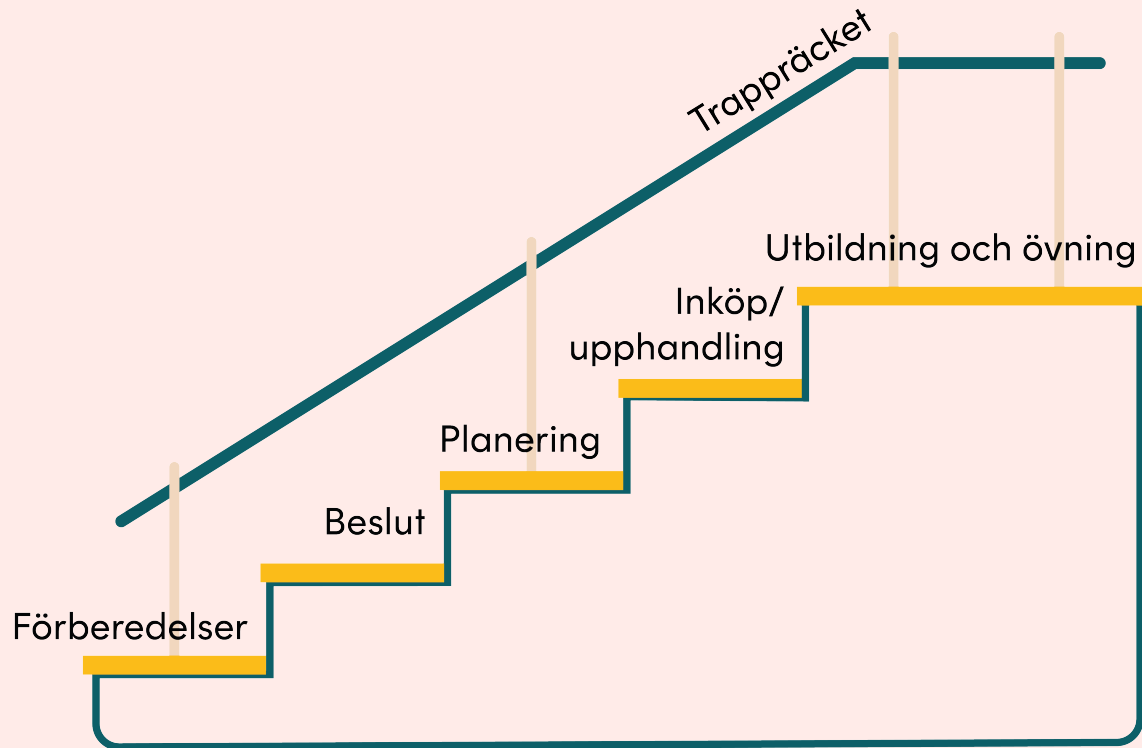 Trappräcket
Utbildning och övning
Inköp/
upphandling
Planering
Beslut
Förberedelser